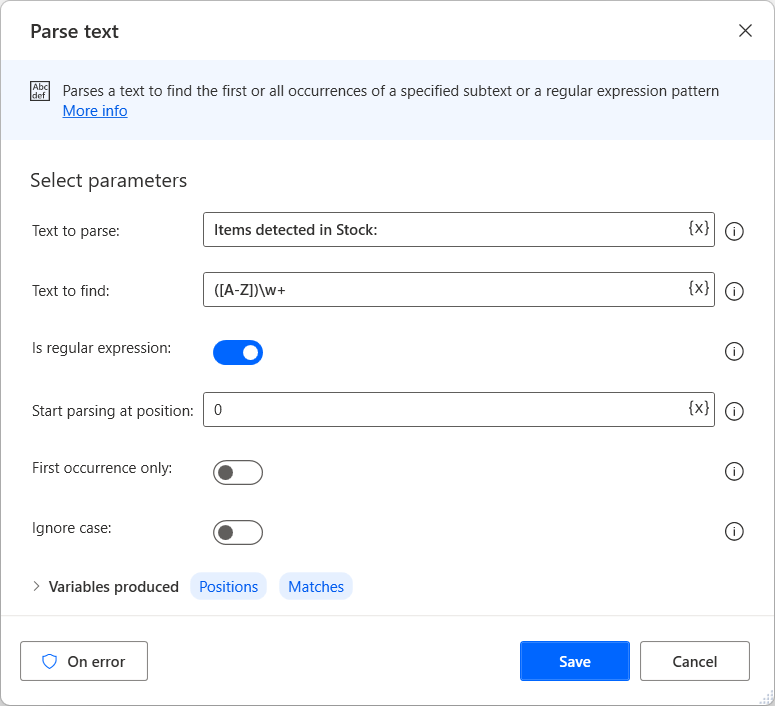 Parse text
Abc
def
Parses a text to find the first or all occurrences of a specified subtext or a regular expression pattern
More info
Select parameters
Text to parse: Items detected in Stock: {x}
Text to find: ([A-Z])\w+ {x}
Is regular expression:
Start parsing at position: 0 {x}
First occurrence only:
Ignore case:
Variables produced Positions Matches
On error Save Cancel